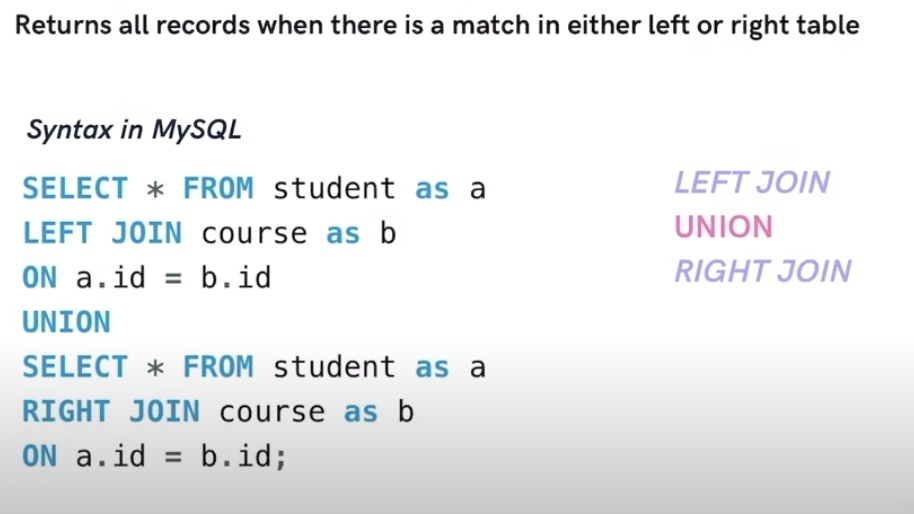 Returns all records when there is a match in either left or right table
Syntax in MySQL
SELECT * FROM student as a
LEFT JOIN course as b
ON a.id = b.id
UNION
SELECT * FROM student as a
RIGHT JOIN course as b
ON a.id = b.id;
LEFT JOIN
UNION
RIGHT JOIN